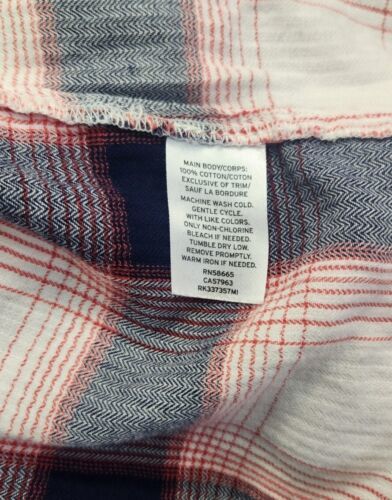 MAIN BODY/CORPS:
100% COTTON/COTON
EXCLUSIVE OF TRIM/
SAUF LA BORDURE
MACHINE WASH COLD.
GENTLE CYCLE.
WITH LIKE COLORS.
ONLY NON-CHLORINE
BLEACH IF NEEDED.
TUMBLE DRY LOW.
REMOVE PROMPTLY.
WARM IRON IF NEEDED.
RN58665
CA57963
RK337357MI